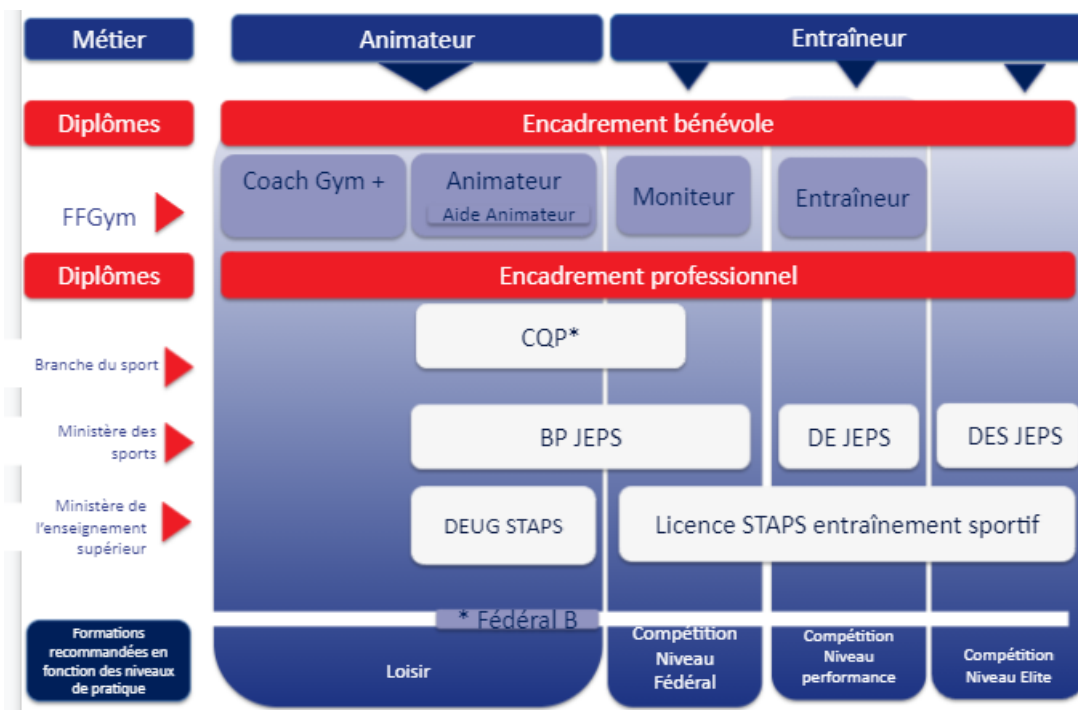 Métier
Animateur
Entraîneur
Diplômes
Encadrement bénévole
FFGym
Coach Gym +
Animateur
Aide Animateur
Moniteur
Entraîneur
Diplômes
Encadrement professionnel
Branche du sport
CQP*
Ministère des
sports
BP JEPS
DE JEPS
DES JEPS
Ministère de
l'enseignement
supérieur
DEUG STAPS
Licence STAPS entraînement sportif
* Fédéral B
Formations
recommandées en
fonction des niveaux
de pratique
Loisir
Compétition
Niveau
Fédéral
Compétition
Niveau
performance
Compétition
Niveau Elite